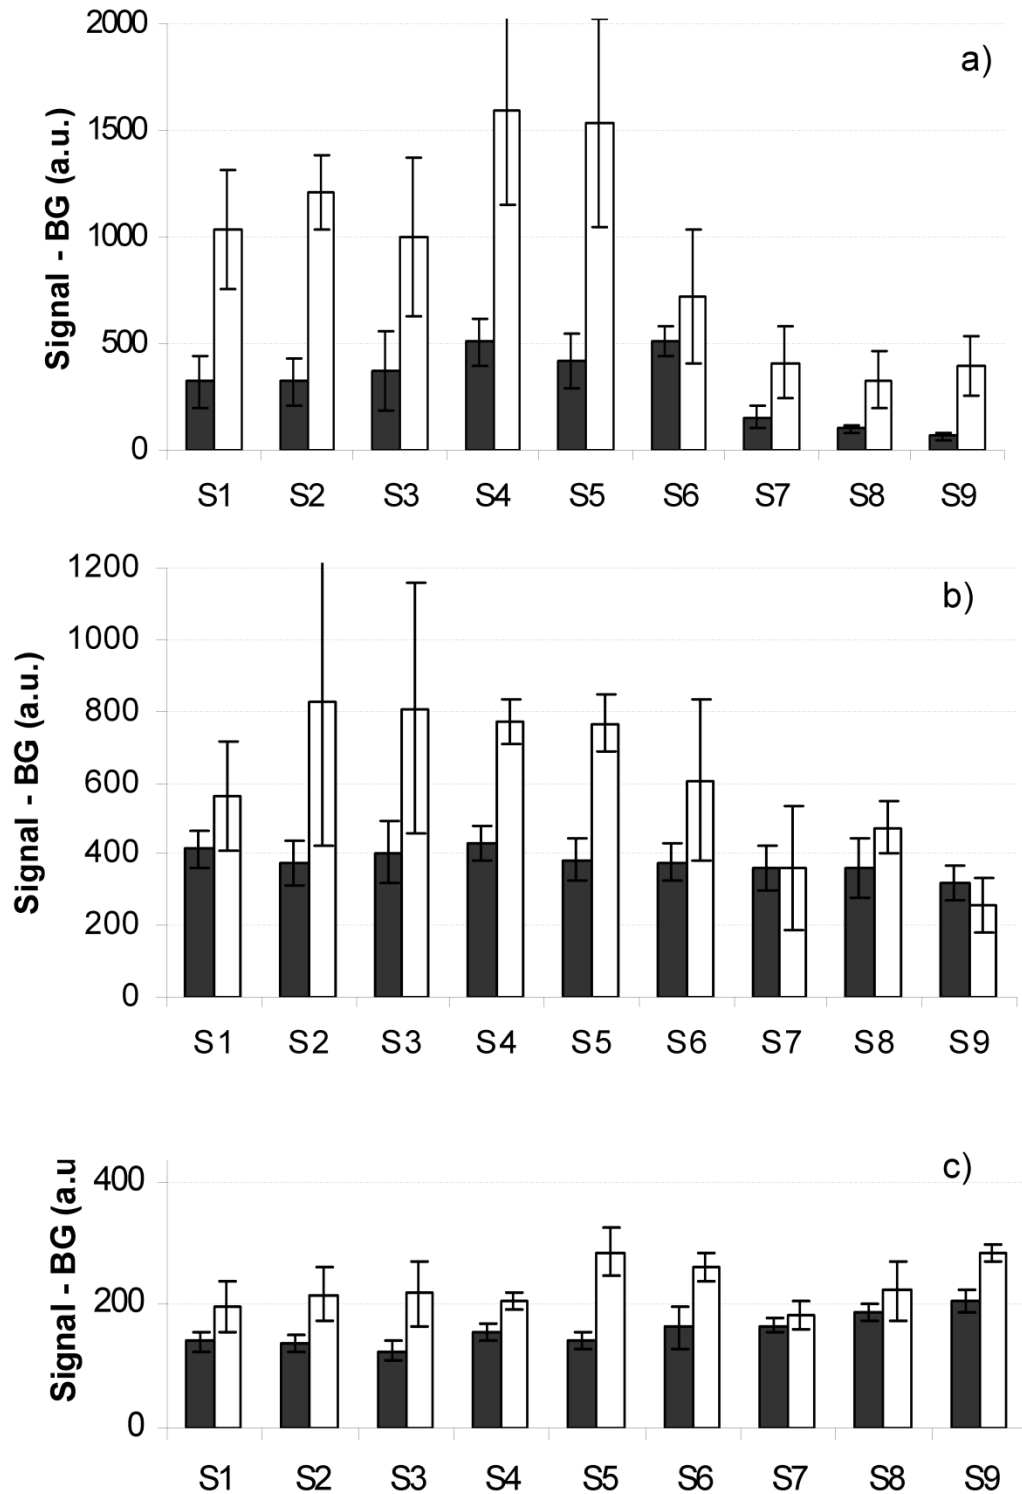 2000
1500
1000
500
0
Signal - BG (a.u.)
a)
S1 S2 S3 S4 S5 S6 S7 S8 S9
1200
1000
800
600
400
200
0
Signal - BG (a.u.)
b)
S1 S2 S3 S4 S5 S6 S7 S8 S9
400
200
0
Signal - BG (a.u
c)
S1 S2 S3 S4 S5 S6 S7 S8 S9